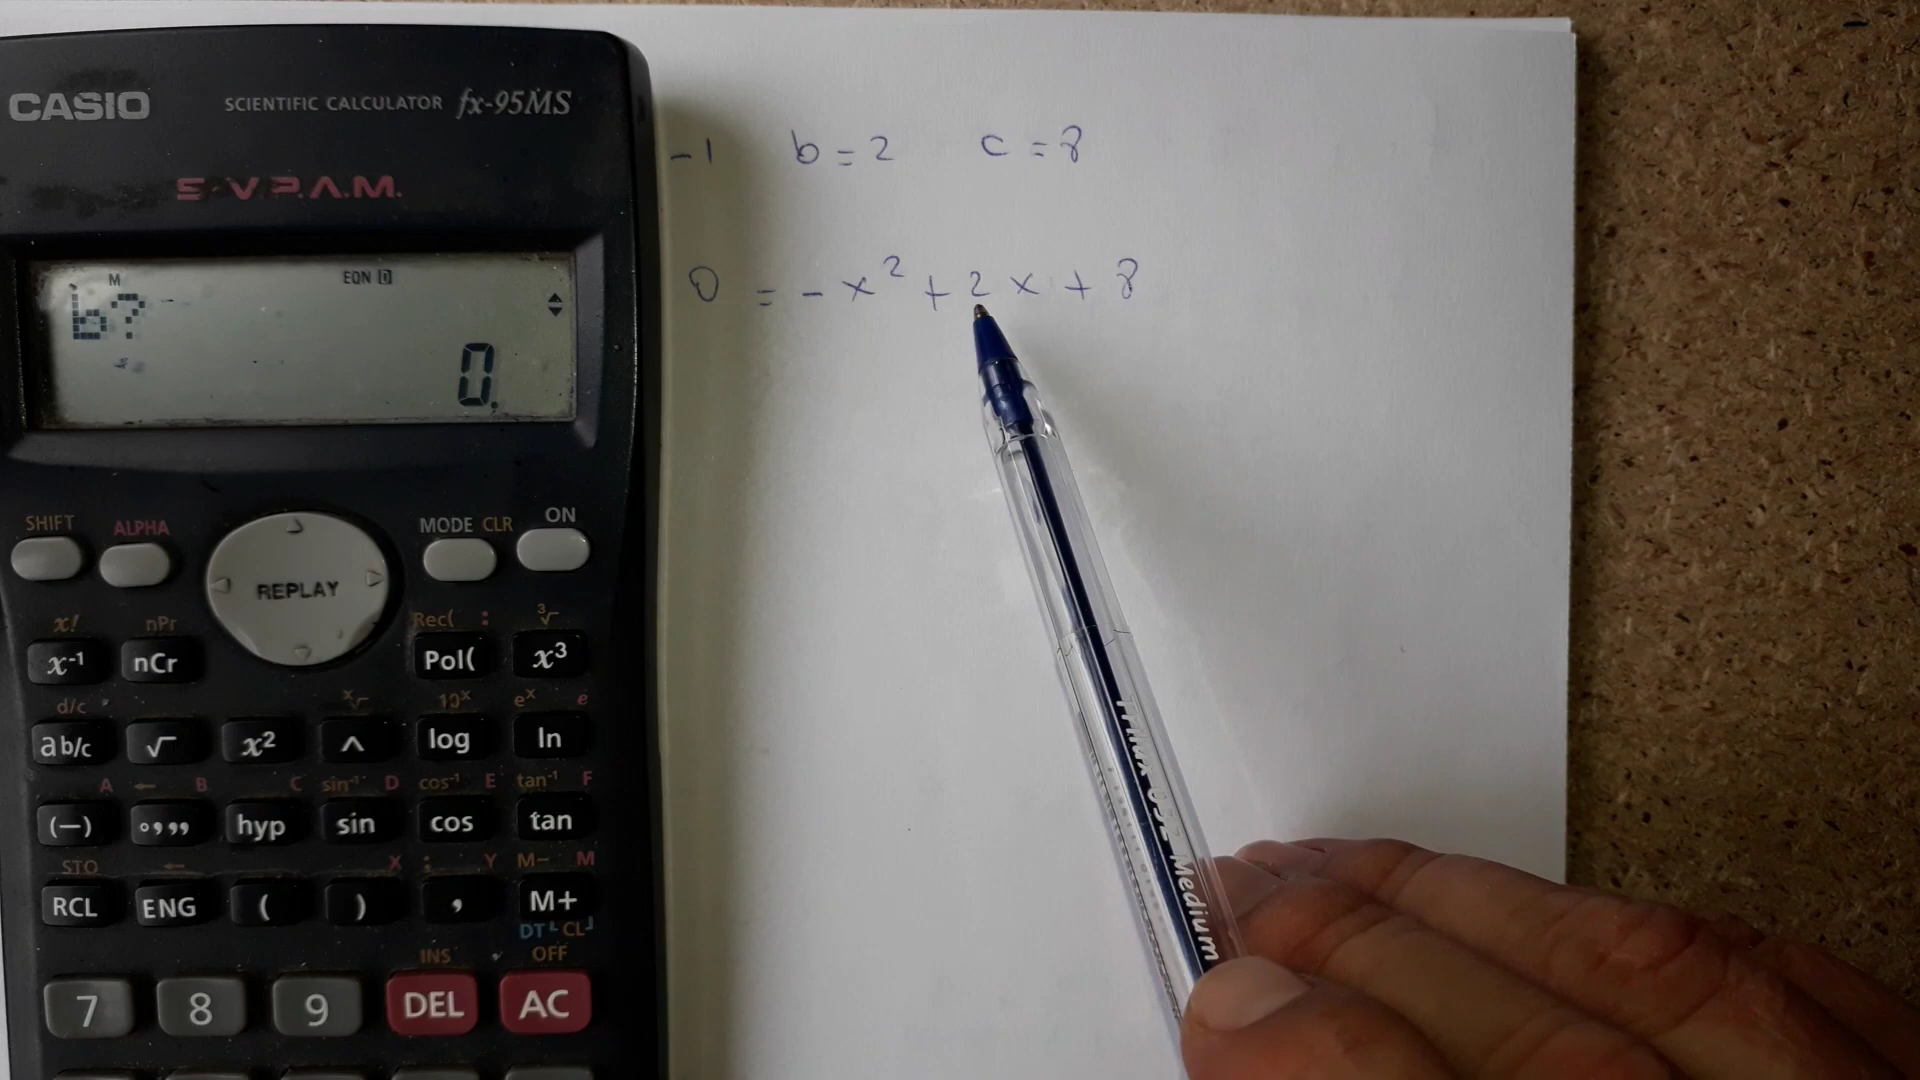 CASIO SCIENTIFIC CALCULATOR fx-95MS
S-V.P.A.M.
-1 b = 2 c = 8
0 = - x² + 2x + 8
M EQN D
b?
0.
SHIFT ALPHA MODE CLR ON
REPLAY
x! nPr Rec( : ³√
x⁻¹ nCr Pol( x³
d/c ˣ√ 10ˣ eˣ e
ab/c √ x² ^ log ln
A ← B C sin⁻¹ D cos⁻¹ E tan⁻¹ F
(−) °,,, hyp sin cos tan
STO ← X ; Y M− M
RCL ENG ( ) , M+
DT CL
INS OFF
7 8 9 DEL AC
Medium